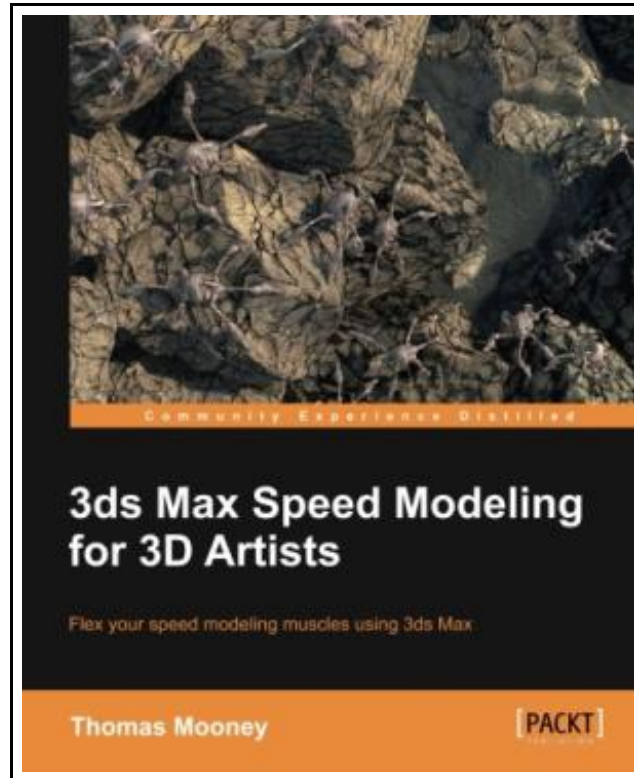 Community Experience Distilled
3ds Max Speed Modeling
for 3D Artists
Flex your speed modeling muscles using 3ds Max
Thomas Mooney
[PACKT]
PUBLISHING